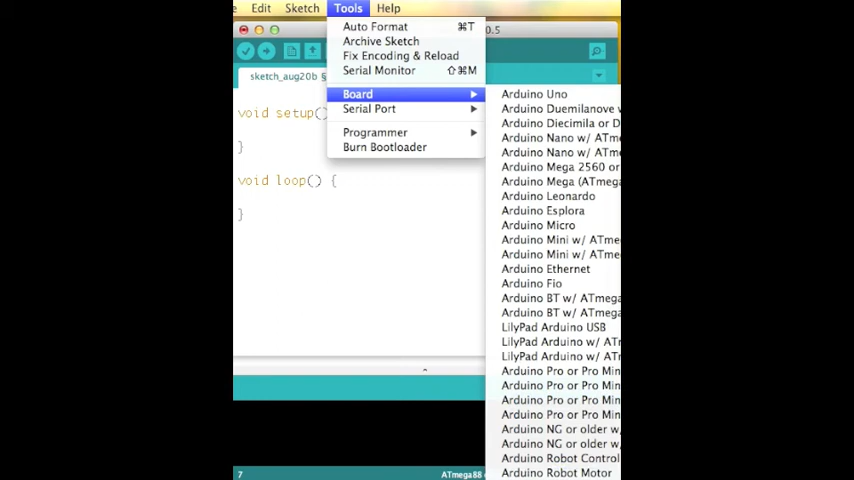 Edit Sketch Tools Help
Auto Format ⌘T
Archive Sketch
Fix Encoding & Reload
Serial Monitor ⇧⌘M
Board
Serial Port
Programmer
Burn Bootloader
0.5
sketch_aug20b §
void setup()
}
void loop() {
}
Arduino Uno
Arduino Duemilanove w
Arduino Diecimila or D
Arduino Nano w/ ATm
Arduino Nano w/ ATm
Arduino Mega 2560 or
Arduino Mega (ATmega
Arduino Leonardo
Arduino Esplora
Arduino Micro
Arduino Mini w/ ATme
Arduino Mini w/ ATme
Arduino Ethernet
Arduino Fio
Arduino BT w/ ATmega
Arduino BT w/ ATmega
LilyPad Arduino USB
LilyPad Arduino w/ AT
LilyPad Arduino w/ AT
Arduino Pro or Pro Min
Arduino Pro or Pro Min
Arduino Pro or Pro Min
Arduino Pro or Pro Min
Arduino NG or older w/
Arduino NG or older w/
Arduino Robot Control
Arduino Robot Motor
7 ATmega88